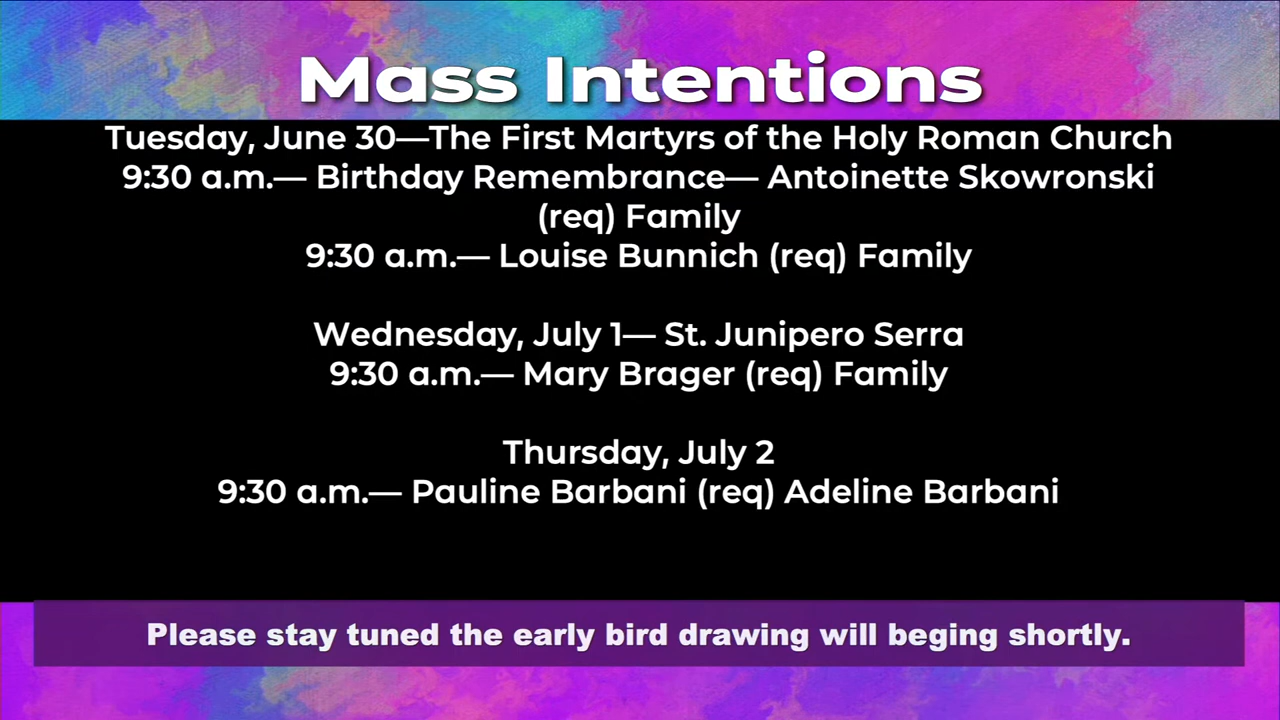 Mass Intentions
Tuesday, June 30—The First Martyrs of the Holy Roman Church
9:30 a.m.— Birthday Remembrance— Antoinette Skowronski
(req) Family
9:30 a.m.— Louise Bunnich (req) Family
Wednesday, July 1— St. Junipero Serra
9:30 a.m.— Mary Brager (req) Family
Thursday, July 2
9:30 a.m.— Pauline Barbani (req) Adeline Barbani
Please stay tuned the early bird drawing will beging shortly.